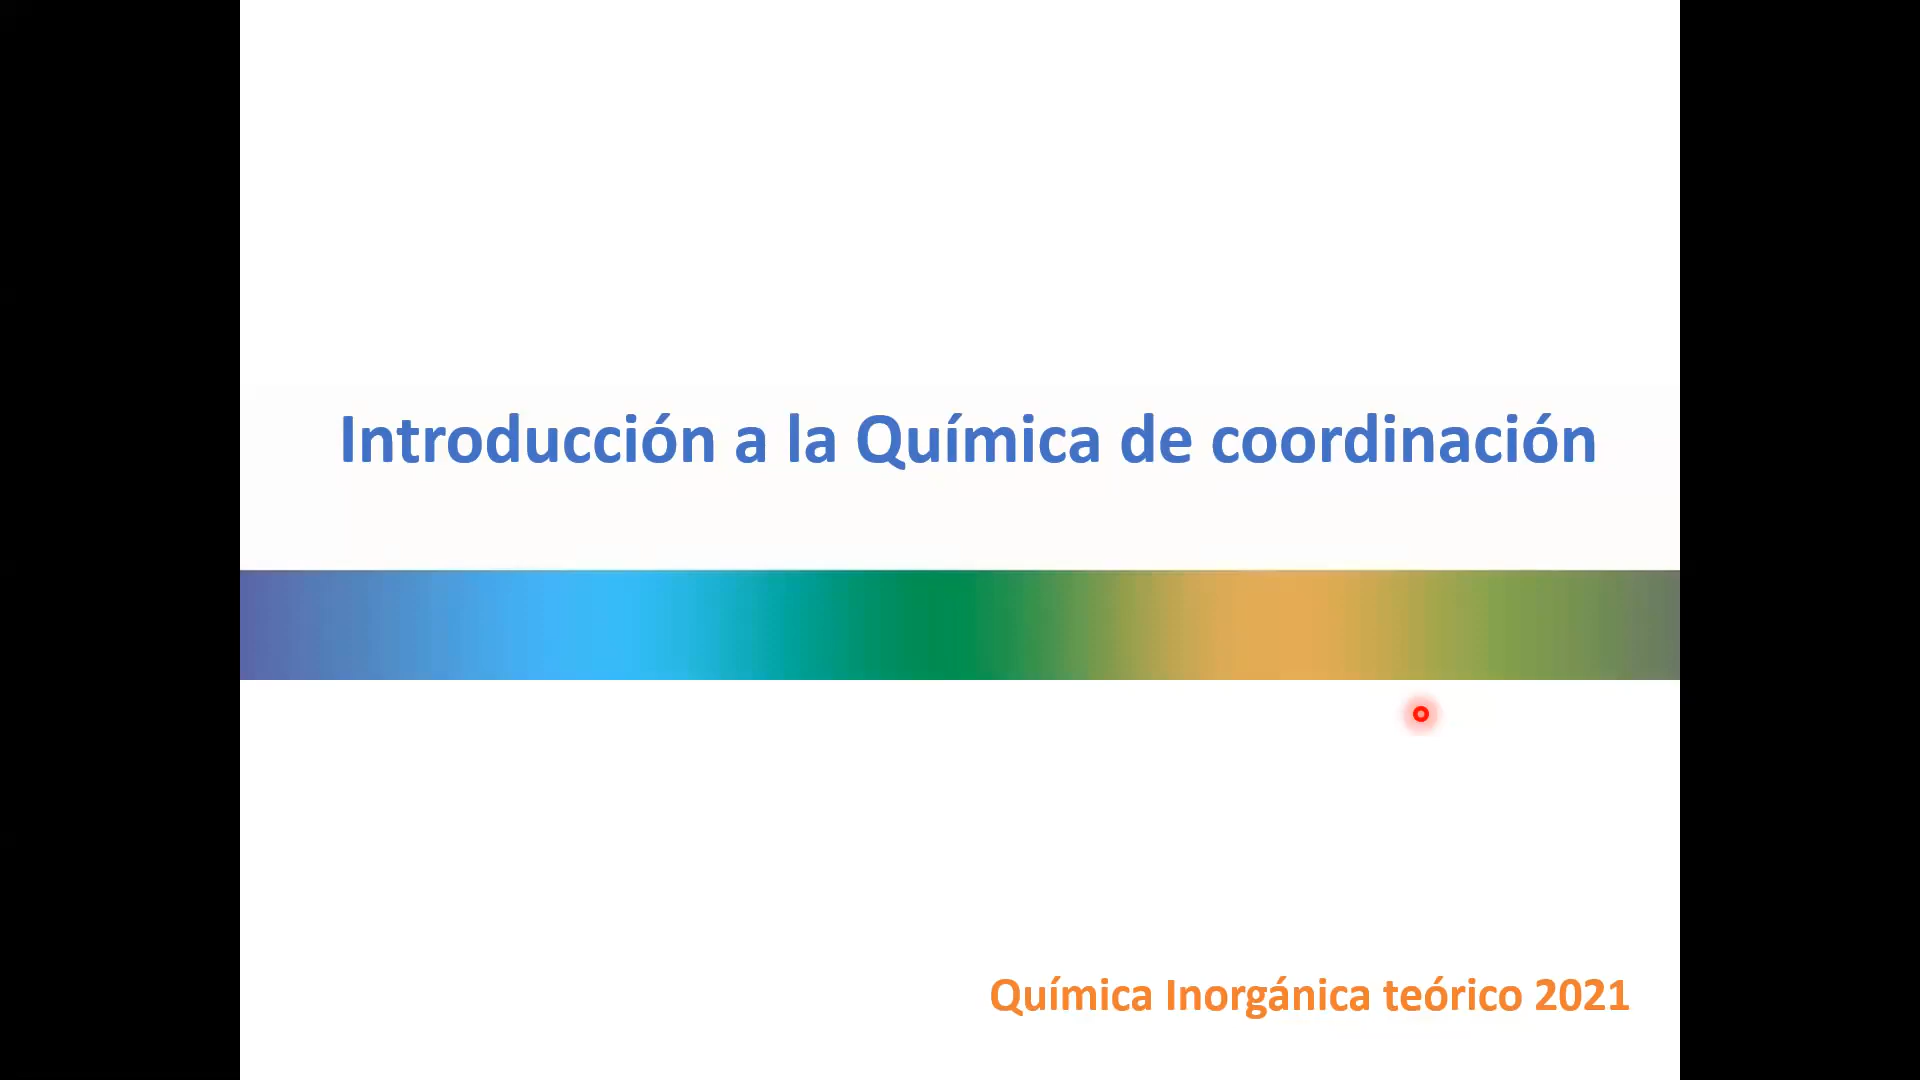 Introducción a la Química de coordinación
Química Inorgánica teórico 2021